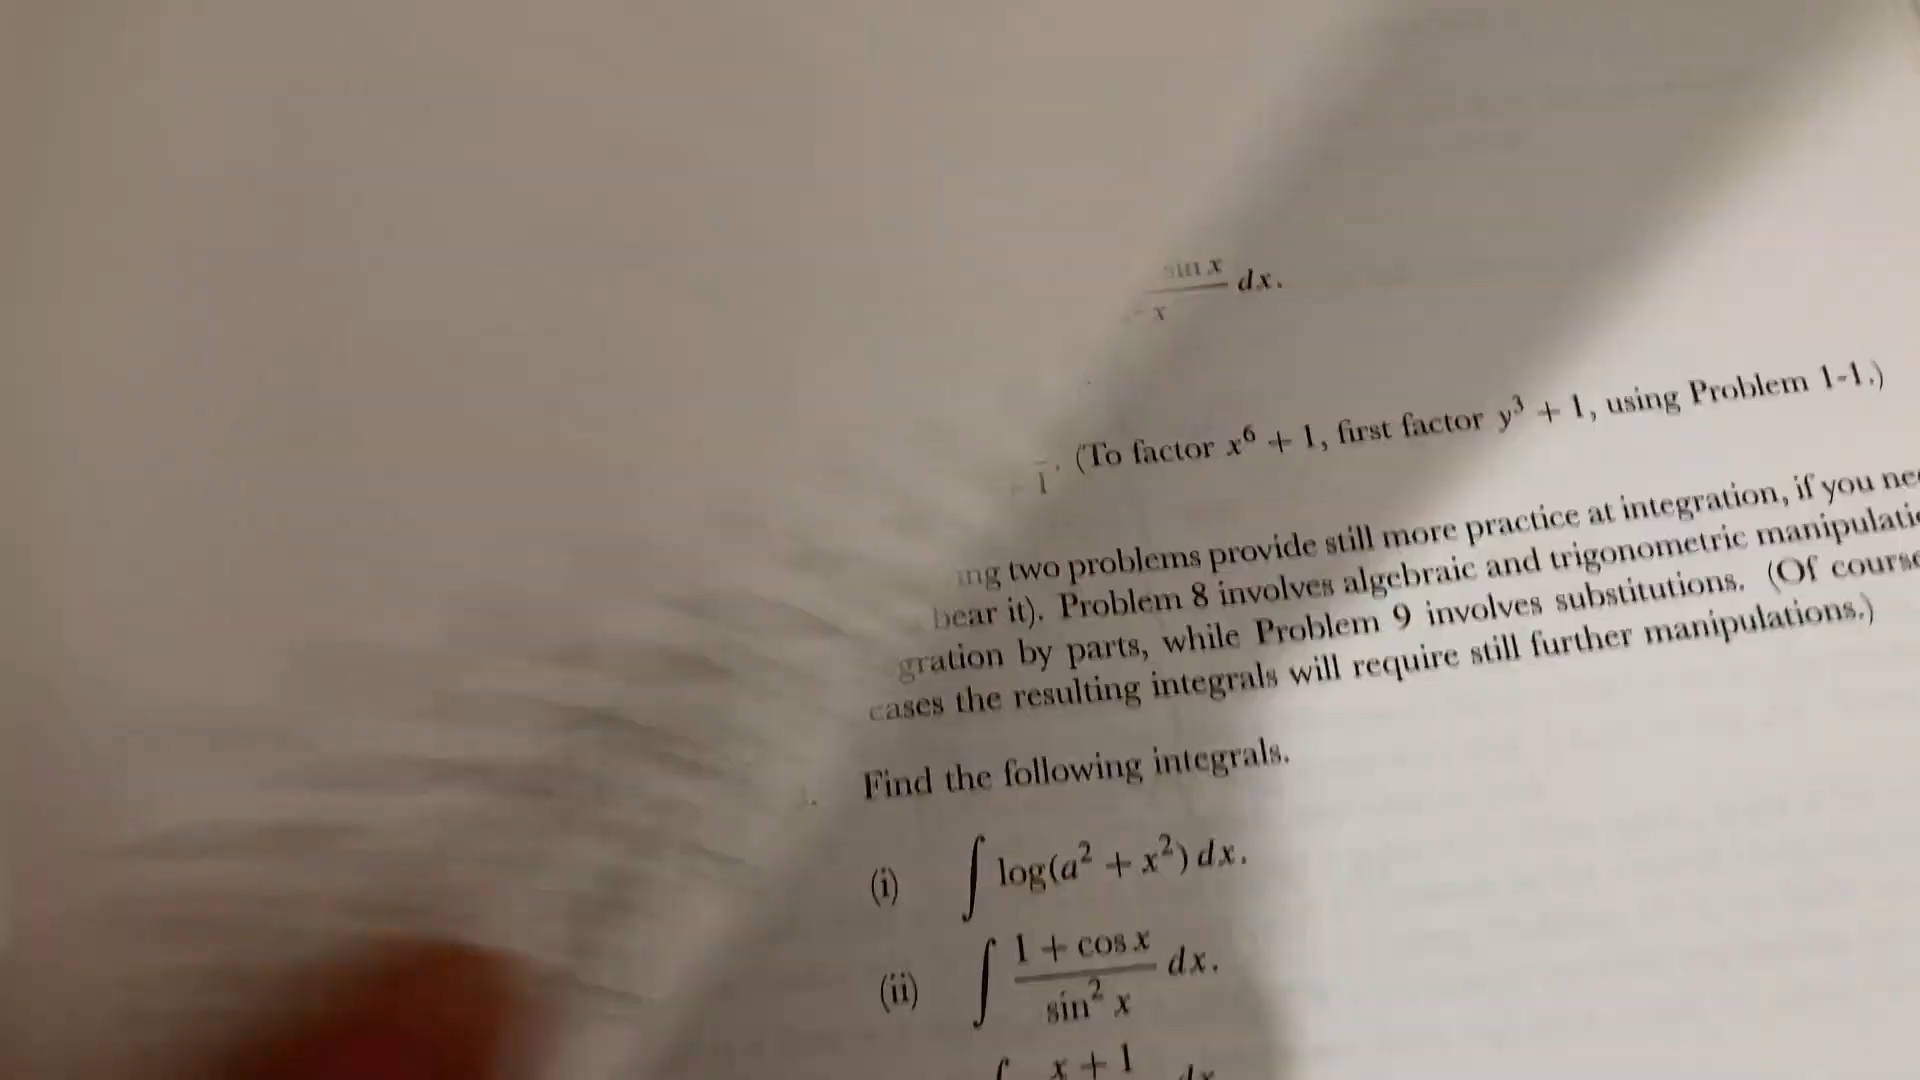 sin x
x dx.
1. (To factor x⁶ + 1, first factor y³ + 1, using Problem 1-1.)
two problems provide still more practice at integration, if you
bear it). Problem 8 involves algebraic and trigonometric
by parts, while Problem 9 involves substitutions. (Of course
cases the resulting integrals will require still further manipulations.)
Find the following integrals.
(i) ∫ log(a² + x²) dx.
(ii) ∫ 1 + cos x / sin² x dx.
x + 1